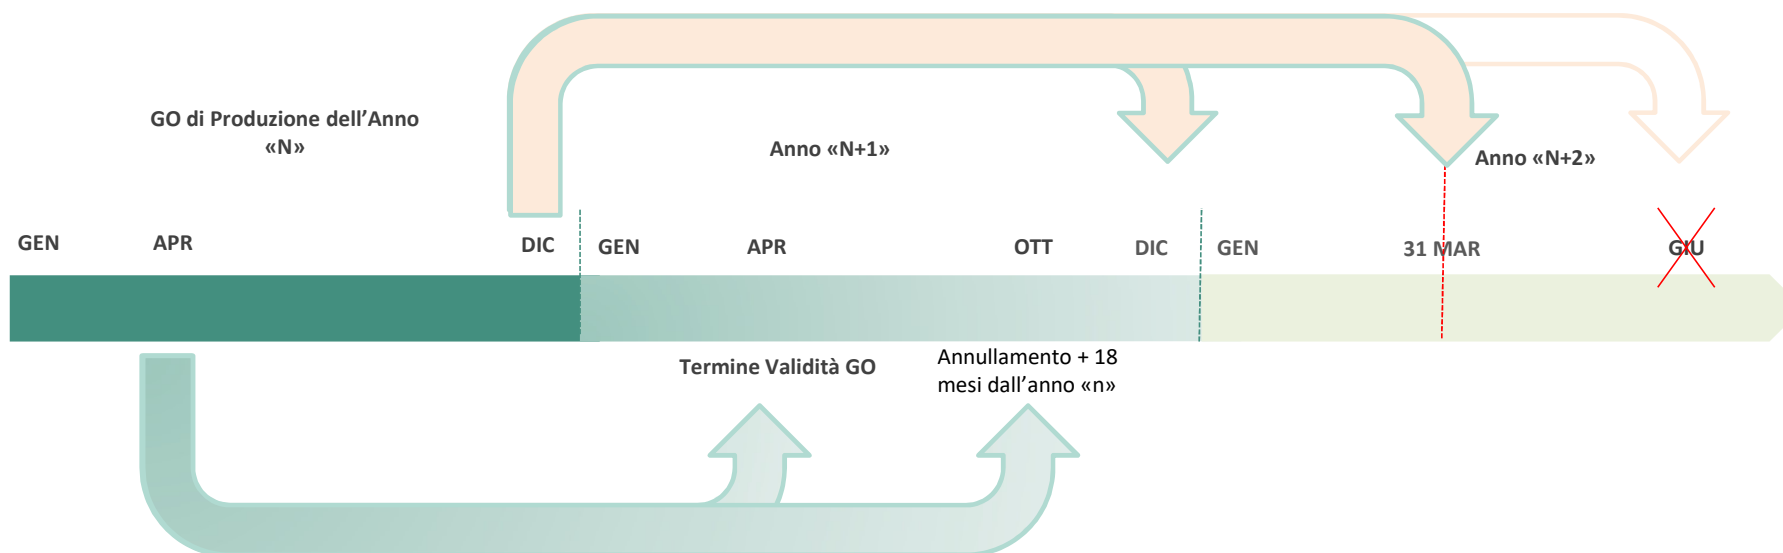 GO di Produzione dell’Anno
«N»
Anno «N+1»
Anno «N+2»
GEN
APR
DIC
GEN
APR
OTT
DIC
GEN
31 MAR
GIU
Termine Validità GO
Annullamento + 18
mesi dall’anno «n»